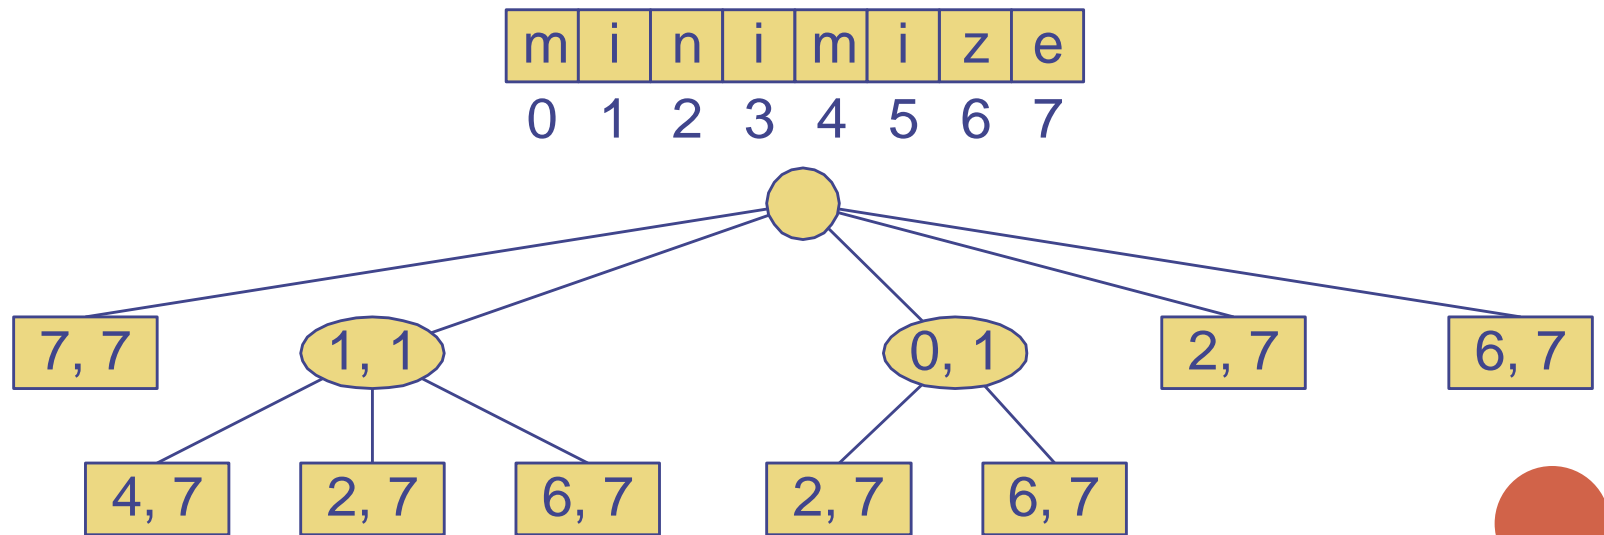 m i n i m i z e
0 1 2 3 4 5 6 7
7, 7 1, 1 0, 1 2, 7 6, 7
4, 7 2, 7 6, 7 2, 7 6, 7